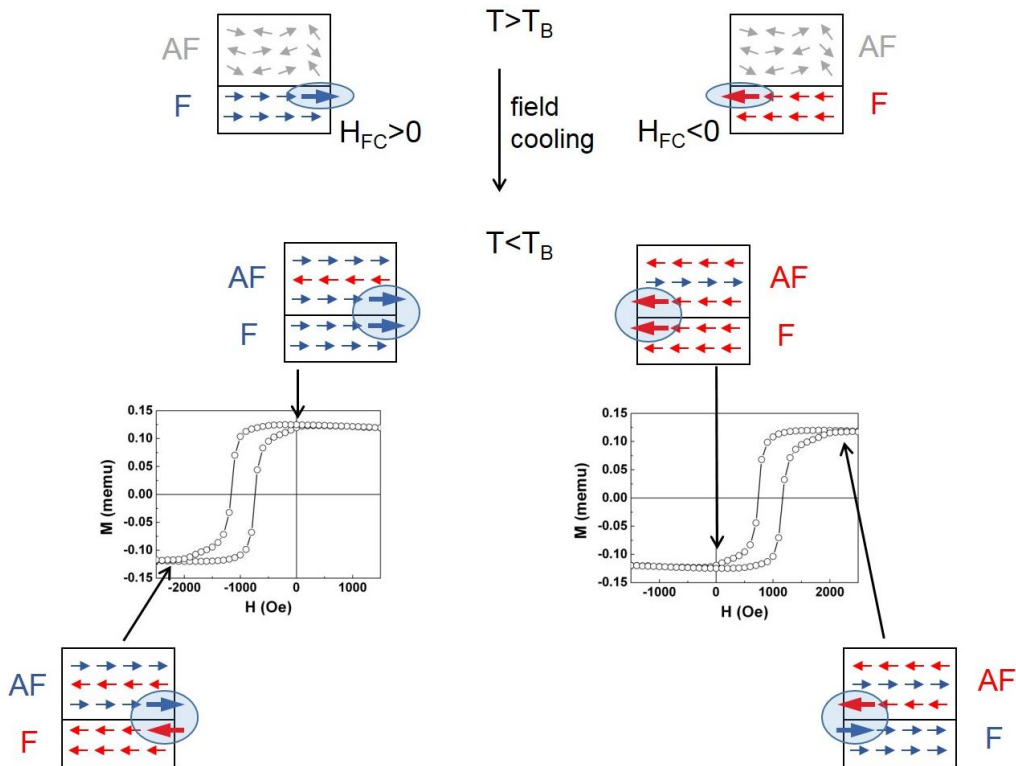 AF
F
H_FC>0
T>T_B
field
cooling
H_FC<0
AF
F
T<T_B
AF
F
AF
F
0.15
0.10
0.05
0.00
-0.05
-0.10
-0.15
M (memu)
-2000 -1000 0 1000
H (Oe)
0.15
0.10
0.05
0.00
-0.05
-0.10
-0.15
M (memu)
-1000 0 1000 2000
H (Oe)
AF
F
AF
F